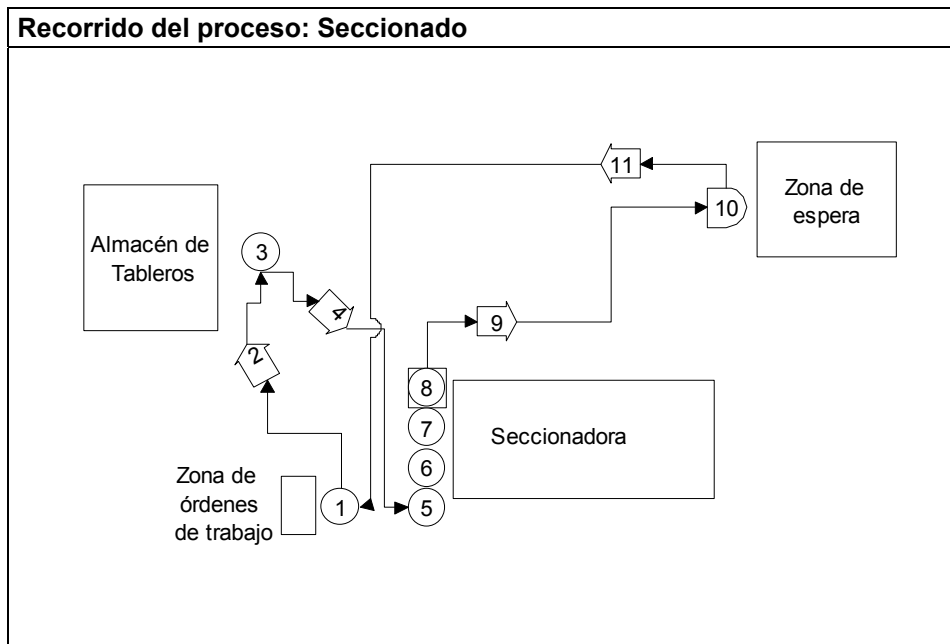 Recorrido del proceso: Seccionado
11
Zona de
espera
10
Almacén de
Tableros
3
4
9
2
8
7
Seccionadora
6
5
Zona de
órdenes
de trabajo
1